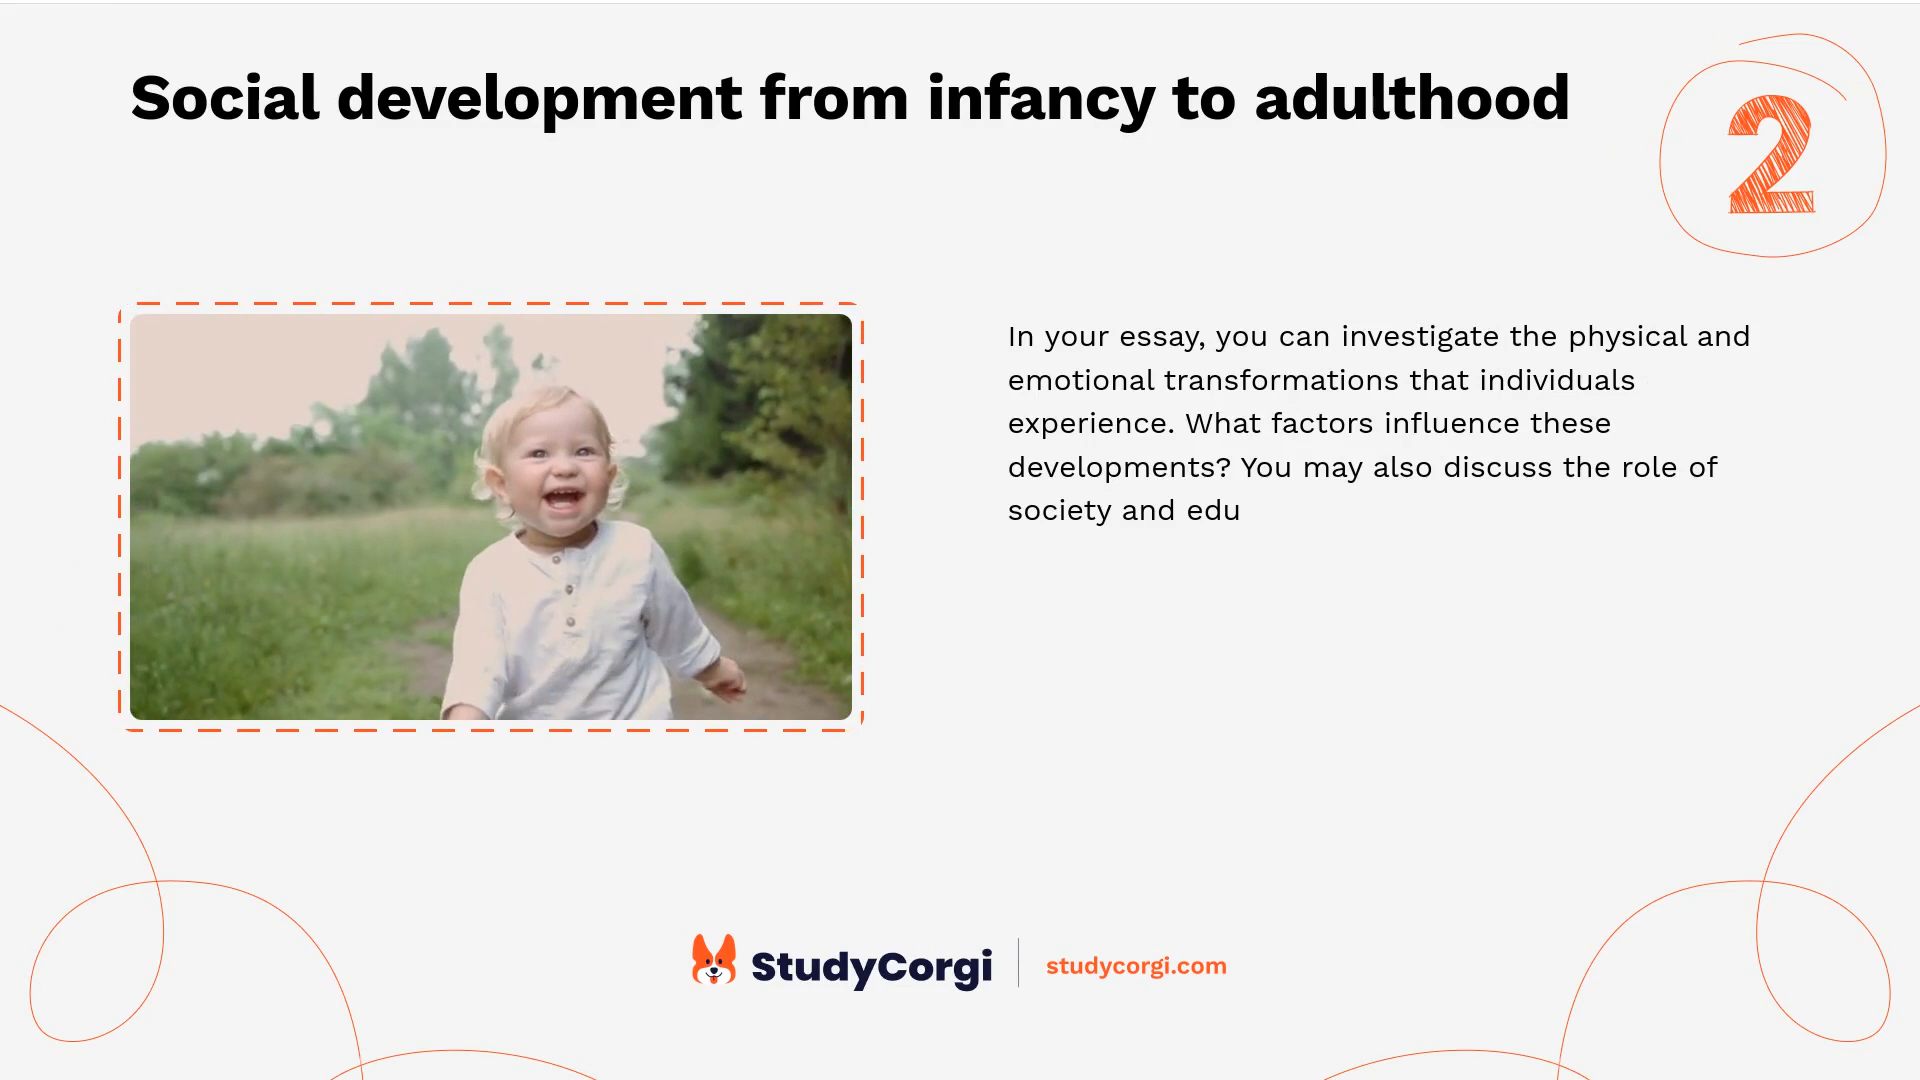 Social development from infancy to adulthood
2
In your essay, you can investigate the physical and
emotional transformations that individuals
experience. What factors influence these
developments? You may also discuss the role of
society and edu
StudyCorgi
studycorgi.com